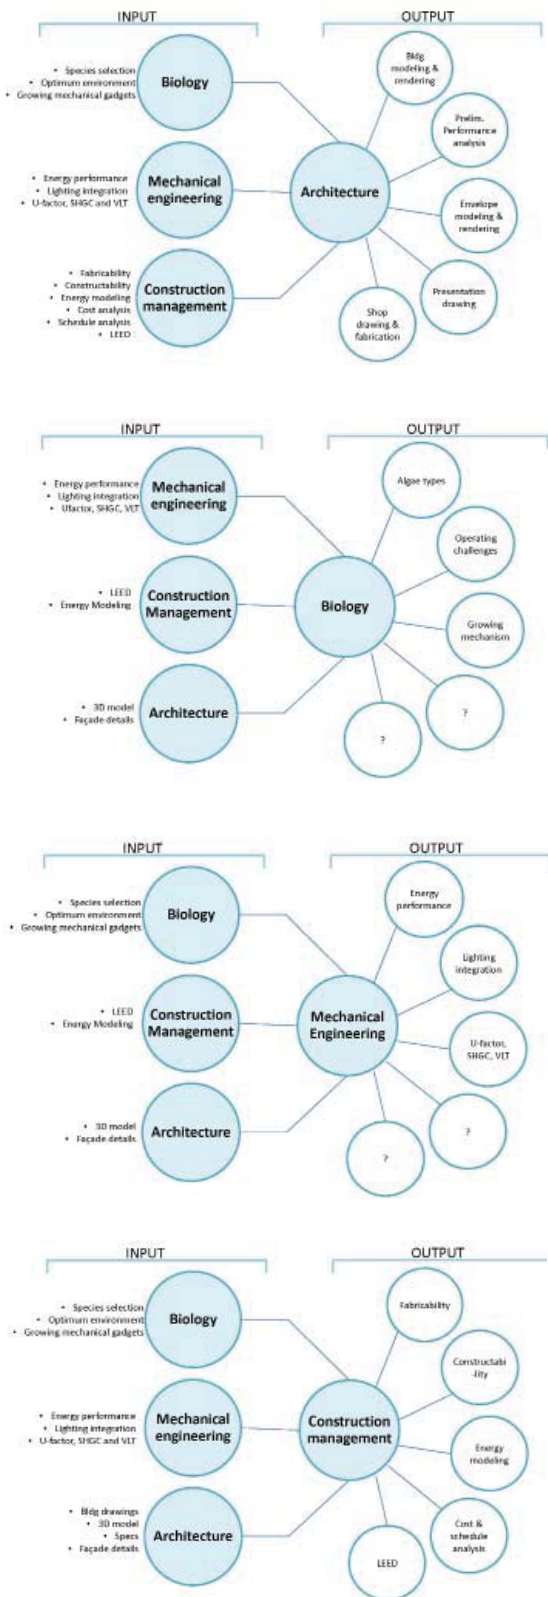 INPUT
OUTPUT
• Species selection
• Optimum environment
• Growing mechanical gadgets
Biology
• Energy performance
• Lighting integration
• U-factor, SHGC and VLT
Mechanical
engineering
• Fabricability
• Constructability
• Energy modeling
• Cost analysis
• Schedule analysis
• LEED
Construction
management
Architecture
Bldg
modeling &
rendering
Prelim.
Performance
analysis
Envelope
modeling &
rendering
Presentation
drawing
Shop
drawing &
fabrication
INPUT
OUTPUT
• Energy performance
• Lighting integration
• Ufactor, SHGC, VLT
Mechanical
engineering
• LEED
• Energy Modeling
Construction
Management
• 3D model
• Façade details
Architecture
Biology
Algae types
Operating
challenges
Growing
mechanism
?
?
INPUT
OUTPUT
• Species selection
• Optimum environment
• Growing mechanical gadgets
Biology
• LEED
• Energy Modeling
Construction
Management
• 3D model
• Façade details
Architecture
Mechanical
Engineering
Energy
performance
Lighting
integration
U-factor,
SHGC, VLT
?
?
INPUT
OUTPUT
• Species selection
• Optimum environment
• Growing mechanical gadgets
Biology
• Energy performance
• Lighting integration
• U-factor, SHGC and VLT
Mechanical
engineering
• Bldg drawings
• 3D model
• Specs
• Façade details
Architecture
Construction
management
Fabricability
Constructabi
-lity
Energy
modeling
Cost &
schedule
analysis
LEED